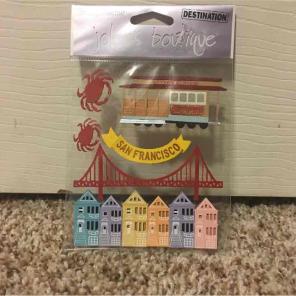 DESTINATION
jolee's boutique
SAN FRANCISCO